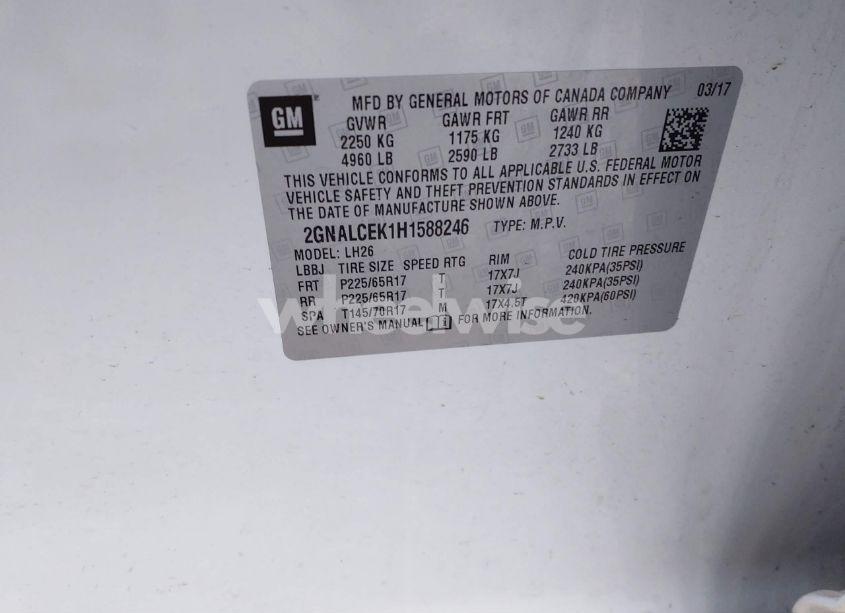 GM
MFD BY GENERAL MOTORS OF CANADA COMPANY 03/17
GVWR GAWR FRT GAWR RR
2250 KG 1175 KG 1240 KG
4960 LB 2590 LB 2733 LB
THIS VEHICLE CONFORMS TO ALL APPLICABLE U.S. FEDERAL MOTOR
VEHICLE SAFETY AND THEFT PREVENTION STANDARDS IN EFFECT ON
THE DATE OF MANUFACTURE SHOWN ABOVE.
2GNALCEK1H1588246 TYPE: M.P.V.
MODEL: LH26
LBBJ TIRE SIZE SPEED RTG RIM COLD TIRE PRESSURE
FRT P225/65R17 T 17X7J 240KPA(35PSI)
RR P225/65R17 T 17X7J 240KPA(35PSI)
SPA T145/70R17 M 17X4.5T 420KPA(60PSI)
SEE OWNER'S MANUAL FOR MORE INFORMATION.
wheelwise